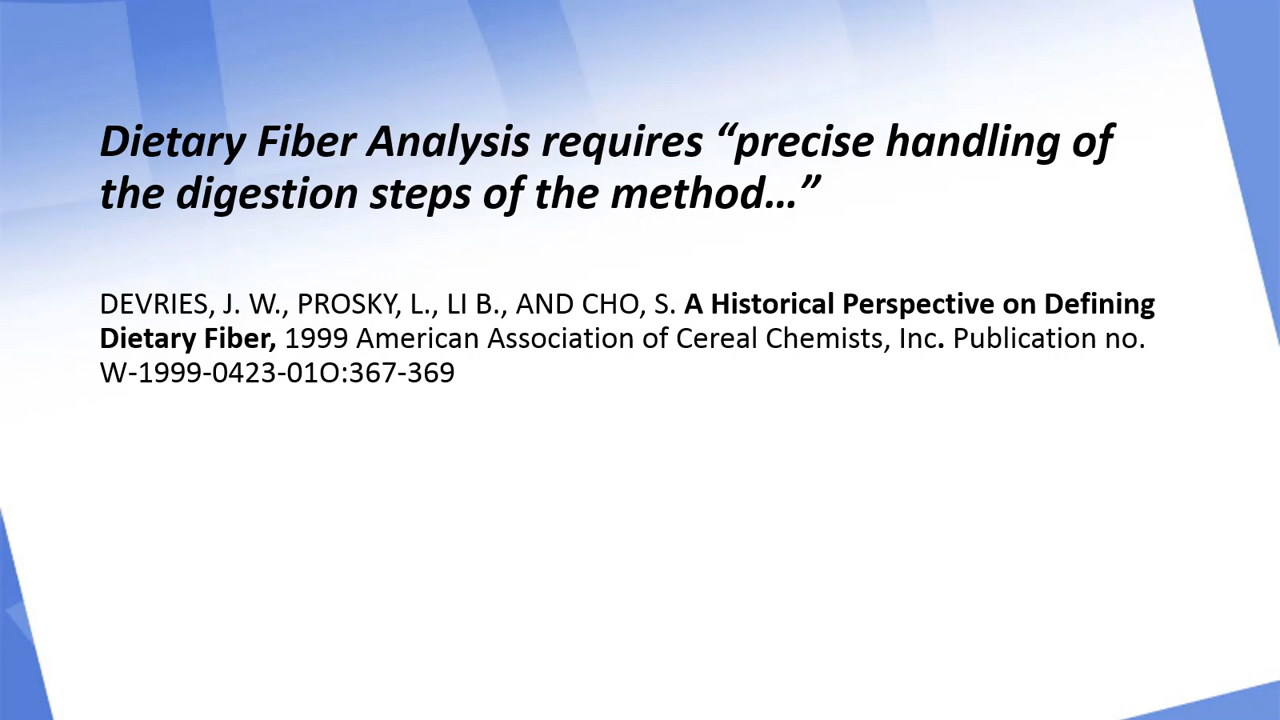 Dietary Fiber Analysis requires “precise handling of
the digestion steps of the method…”
DEVRIES, J. W., PROSKY, L., LI B., AND CHO, S. A Historical Perspective on Defining
Dietary Fiber, 1999 American Association of Cereal Chemists, Inc. Publication no.
W-1999-0423-01O:367-369